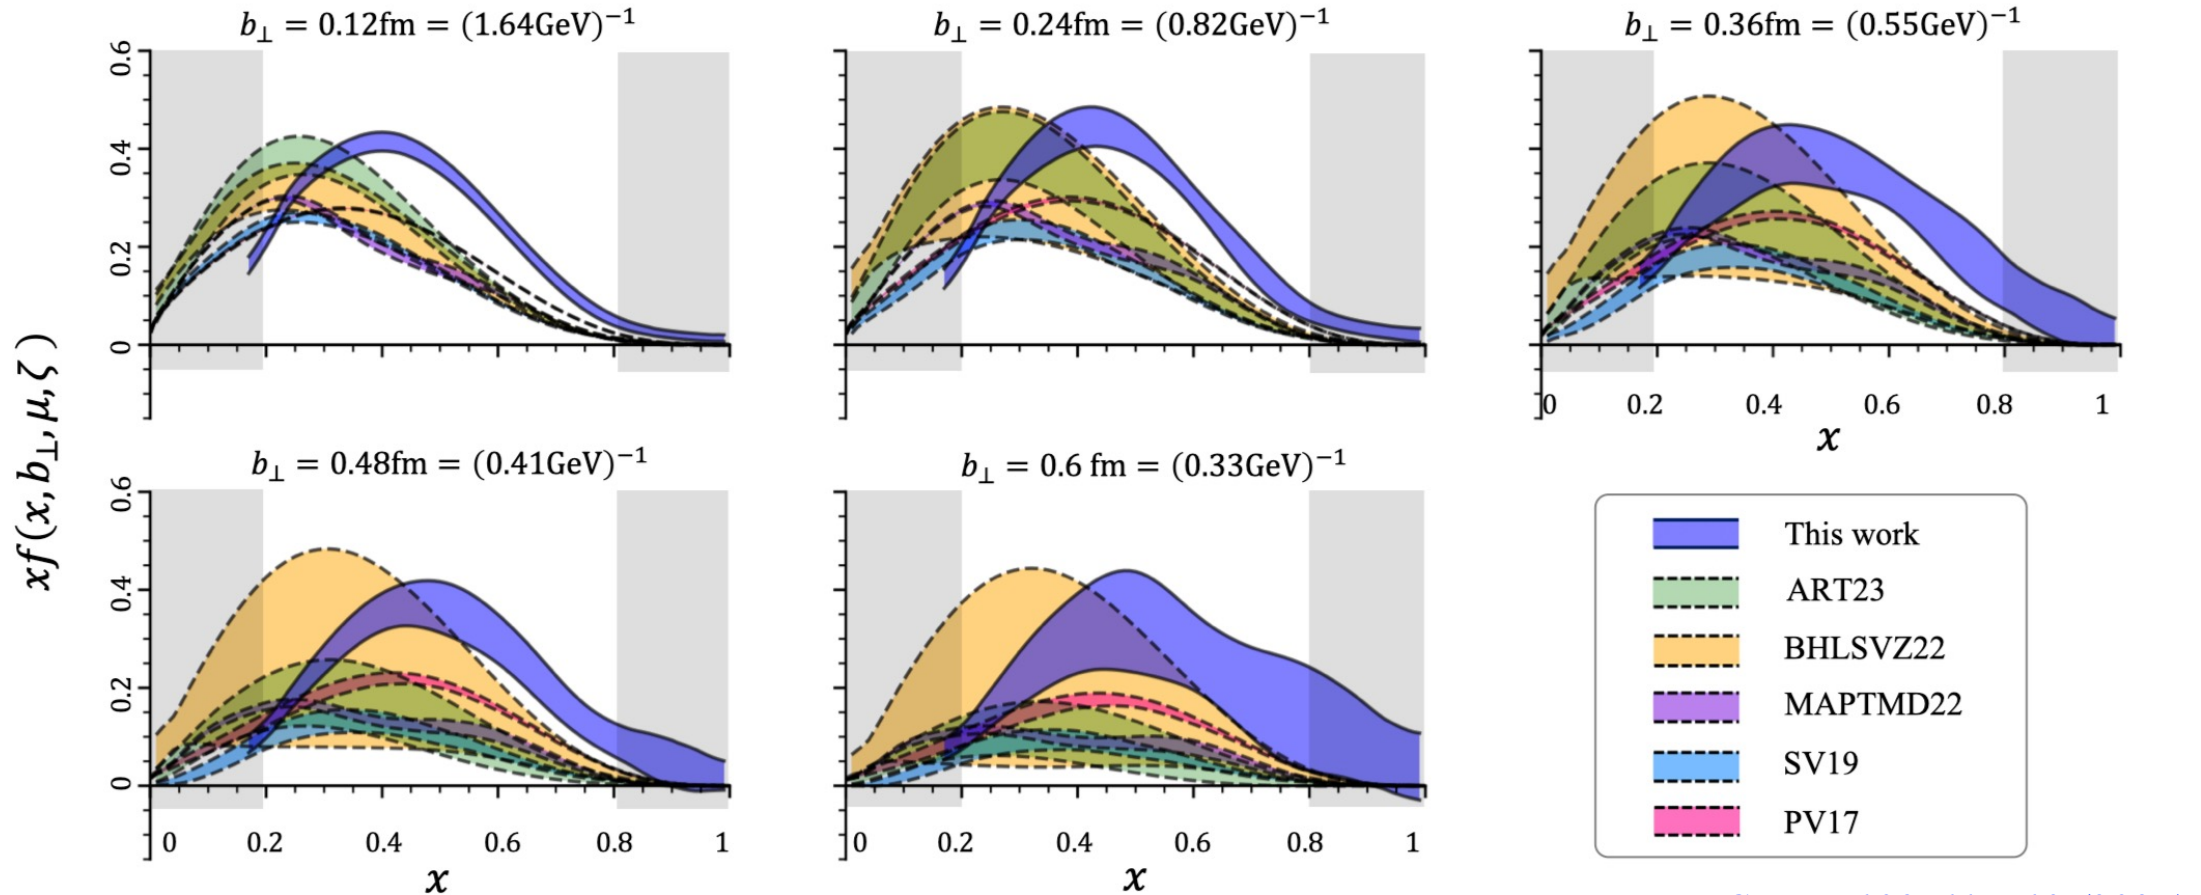 b⊥ = 0.12fm = (1.64GeV)⁻¹
b⊥ = 0.24fm = (0.82GeV)⁻¹
b⊥ = 0.36fm = (0.55GeV)⁻¹
0.6
0.4
0.2
0
0 0.2 0.4 0.6 0.8 1
x
xf(x, b⊥, μ, ζ)
b⊥ = 0.48fm = (0.41GeV)⁻¹
b⊥ = 0.6 fm = (0.33GeV)⁻¹
0.6
0.4
0.2
0
0 0.2 0.4 0.6 0.8 1
0 0.2 0.4 0.6 0.8 1
x
x
This work
ART23
BHLSVZ22
MAPTMD22
SV19
PV17